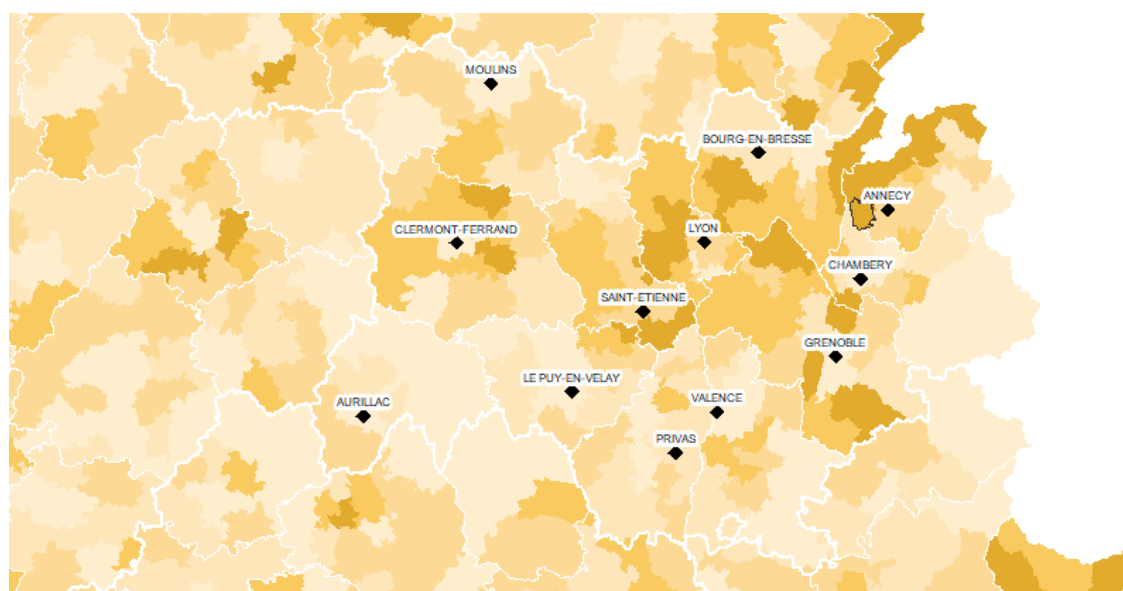 MOULINS
BOURG-EN-BRESSE
ANNECY
CLERMONT-FERRAND
LYON
CHAMBERY
SAINT-ETIENNE
GRENOBLE
LE PUY-EN-VELAY
AURILLAC
VALENCE
PRIVAS